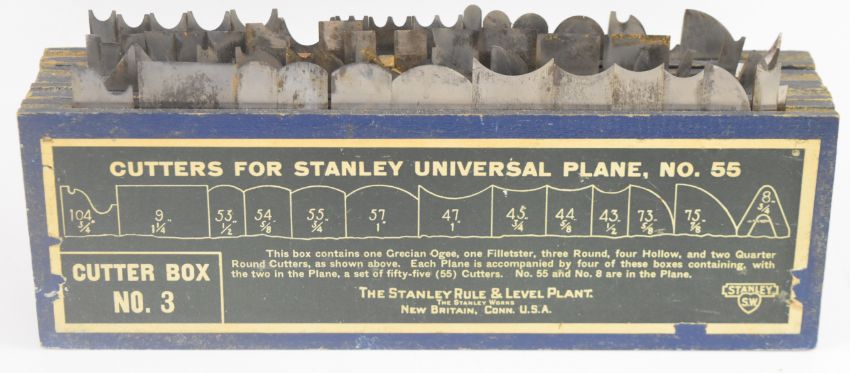 CUTTERS FOR STANLEY UNIVERSAL PLANE, NO. 55
104 3/4" 9 1 1/4" 53 1/2" 54 5/8" 55 3/4" 57 1" 47 1" 45 3/4" 44 5/8" 43 1/2" 73 5/8" 75 7/8" 8 3/4"
This box contains one Grecian Ogee, one Filletster, three Round, four Hollow, and two Quarter
Round Cutters, as shown above. Each Plane is accompanied by four of these boxes containing, with
the two in the Plane, a set of fifty-five (55) Cutters. No. 55 and No. 8 are in the Plane.
CUTTER BOX
NO. 3
THE STANLEY RULE & LEVEL PLANT.
THE STANLEY WORKS
NEW BRITAIN, CONN. U.S.A.
STANLEY
S.W.